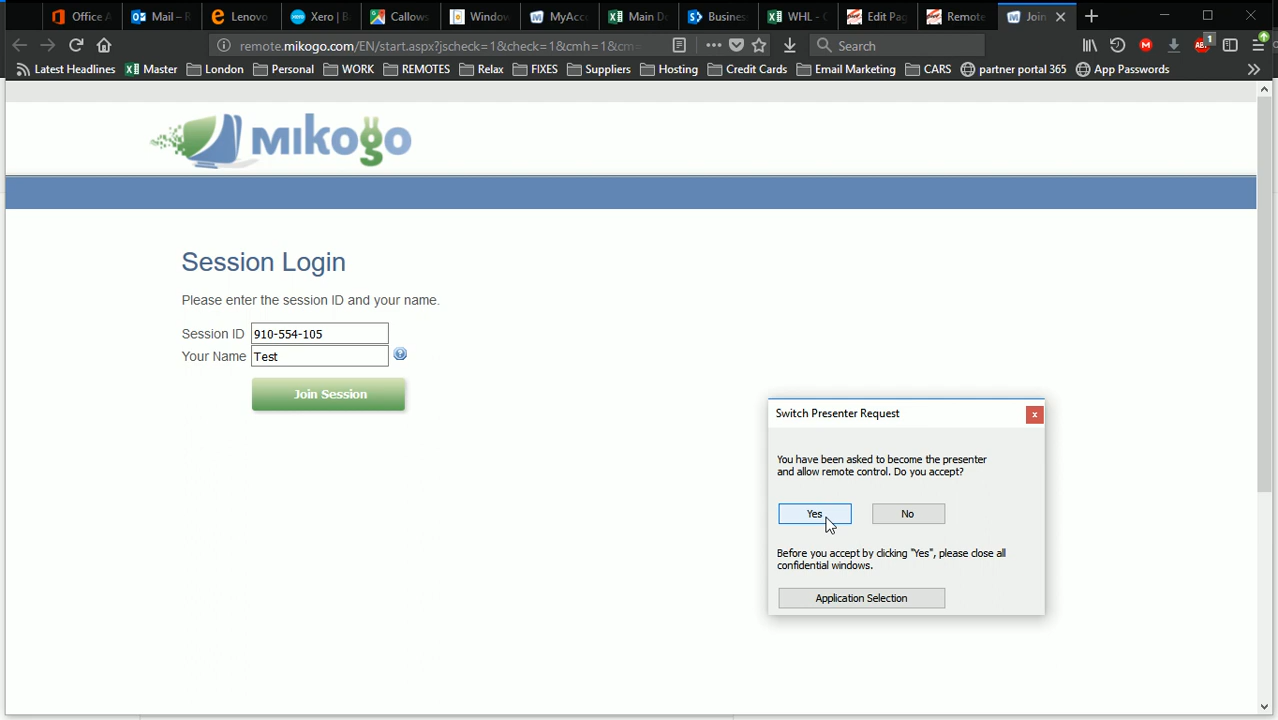 Office
Mail –
Lenovo
Xero | B
Callows
Window
MyAcc
Main D
Busines
WHL -
Edit Pag
Remote
Join
remote.mikogo.com/EN/start.aspx?jscheck=1&check=1&cmh=1&cm=
Search
ABP
1
Latest Headlines
Master
London
Personal
WORK
REMOTES
Relax
FIXES
Suppliers
Hosting
Credit Cards
Email Marketing
CARS
partner portal 365
App Passwords
mikogo
Session Login
Please enter the session ID and your name.
Session ID 910-554-105
Your Name Test
Join Session
Switch Presenter Request
x
You have been asked to become the presenter
and allow remote control. Do you accept?
Yes
No
Before you accept by clicking "Yes", please close all
confidential windows.
Application Selection